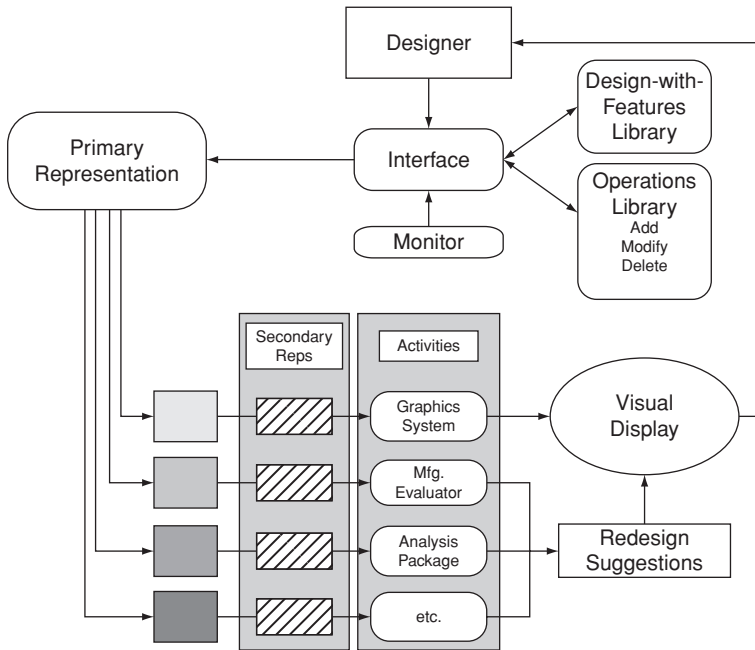 Designer
Design-with-
Features
Library
Primary
Representation
Interface
Operations
Library
Add
Modify
Delete
Monitor
Secondary
Reps
Activities
Graphics
System
Visual
Display
Mfg.
Evaluator
Analysis
Package
Redesign
Suggestions
etc.